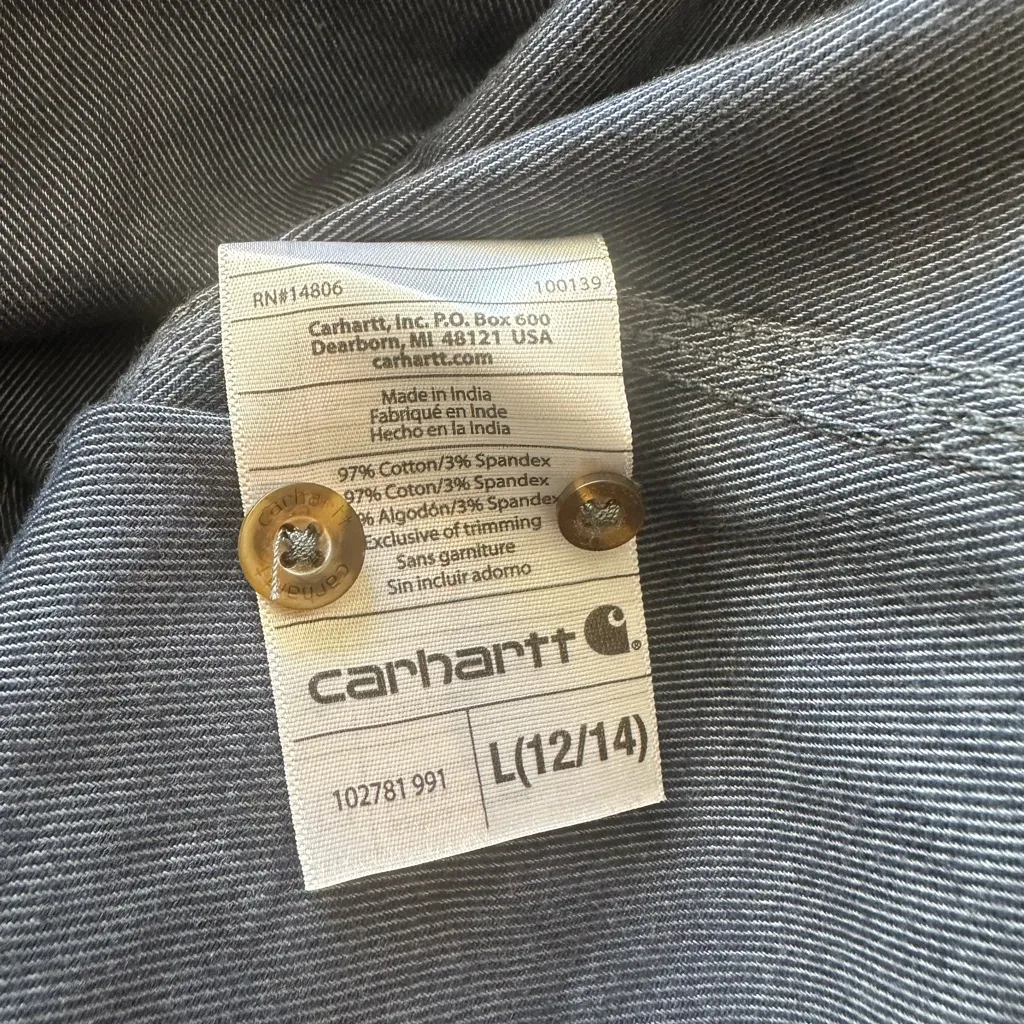 RN#14806 100139
Carhartt, Inc. P.O. Box 600
Dearborn, MI 48121 USA
carhartt.com
Made in India
Fabriqué en Inde
Hecho en la India
97% Cotton/3% Spandex
97% Coton/3% Spandex
% Algodón/3% Spandex
Exclusive of trimming
Sans garniture
Sin incluir adorno
carhartt
carhartt
carhartt ®
102781 991 L(12/14)